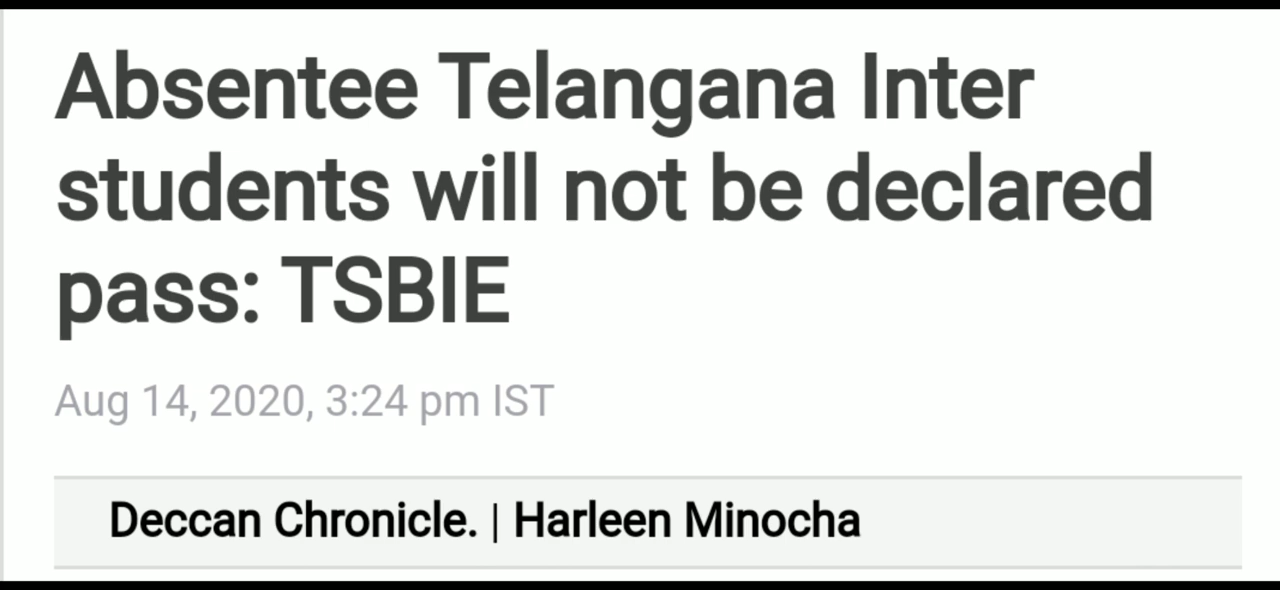 Absentee Telangana Inter
students will not be declared
pass: TSBIE
Aug 14, 2020, 3:24 pm IST
Deccan Chronicle. | Harleen Minocha